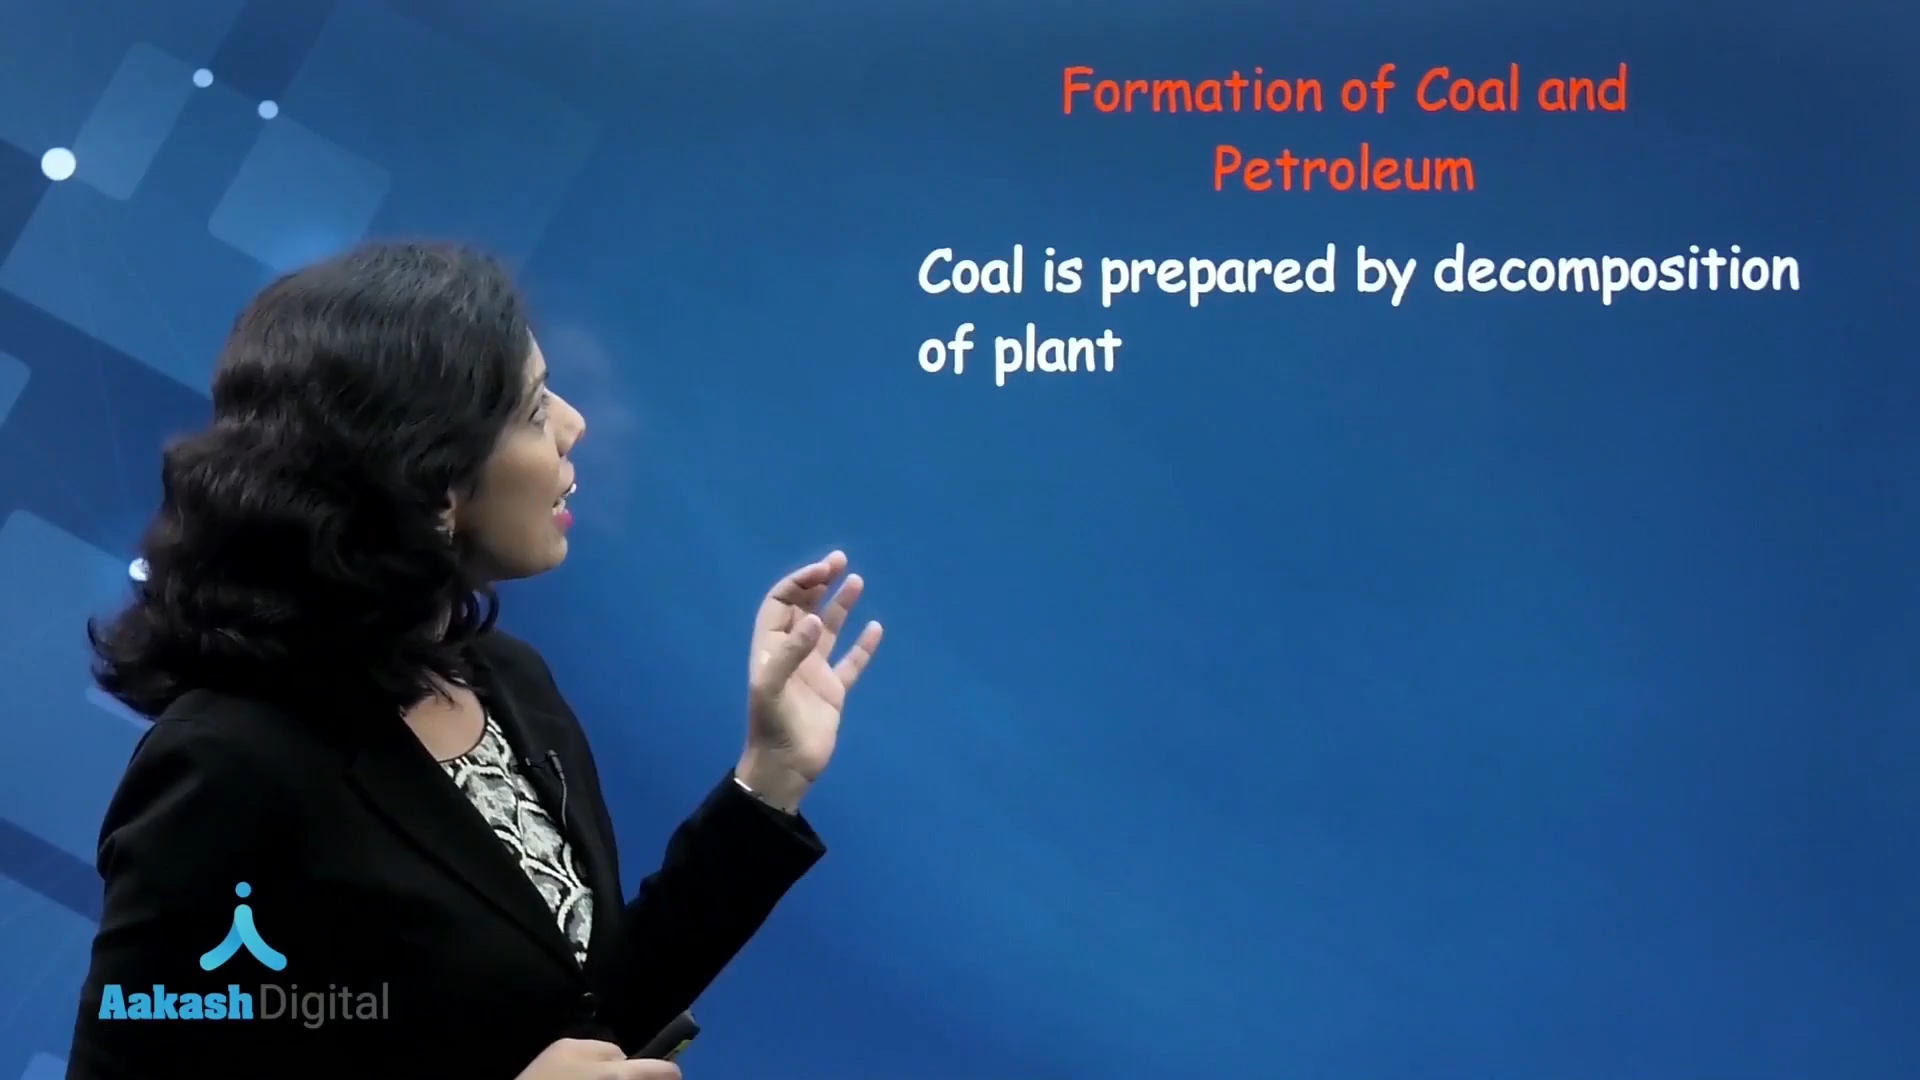 Formation of Coal and
Petroleum
Coal is prepared by decomposition
of plant
Aakash Digital